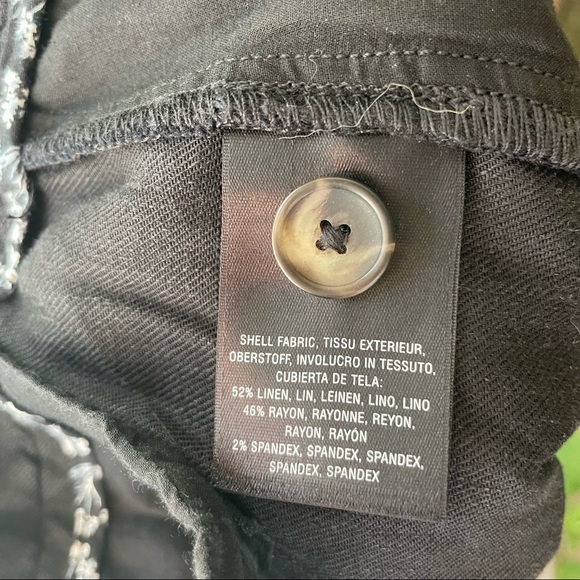 SHELL FABRIC, TISSU EXTERIEUR,
OBERSTOFF, INVOLUCRO IN TESSUTO,
CUBIERTA DE TELA:
52% LINEN, LIN, LEINEN, LINO, LINO
46% RAYON, RAYONNE, REYON,
RAYON, RAYÓN
2% SPANDEX, SPANDEX, SPANDEX,
SPANDEX, SPANDEX